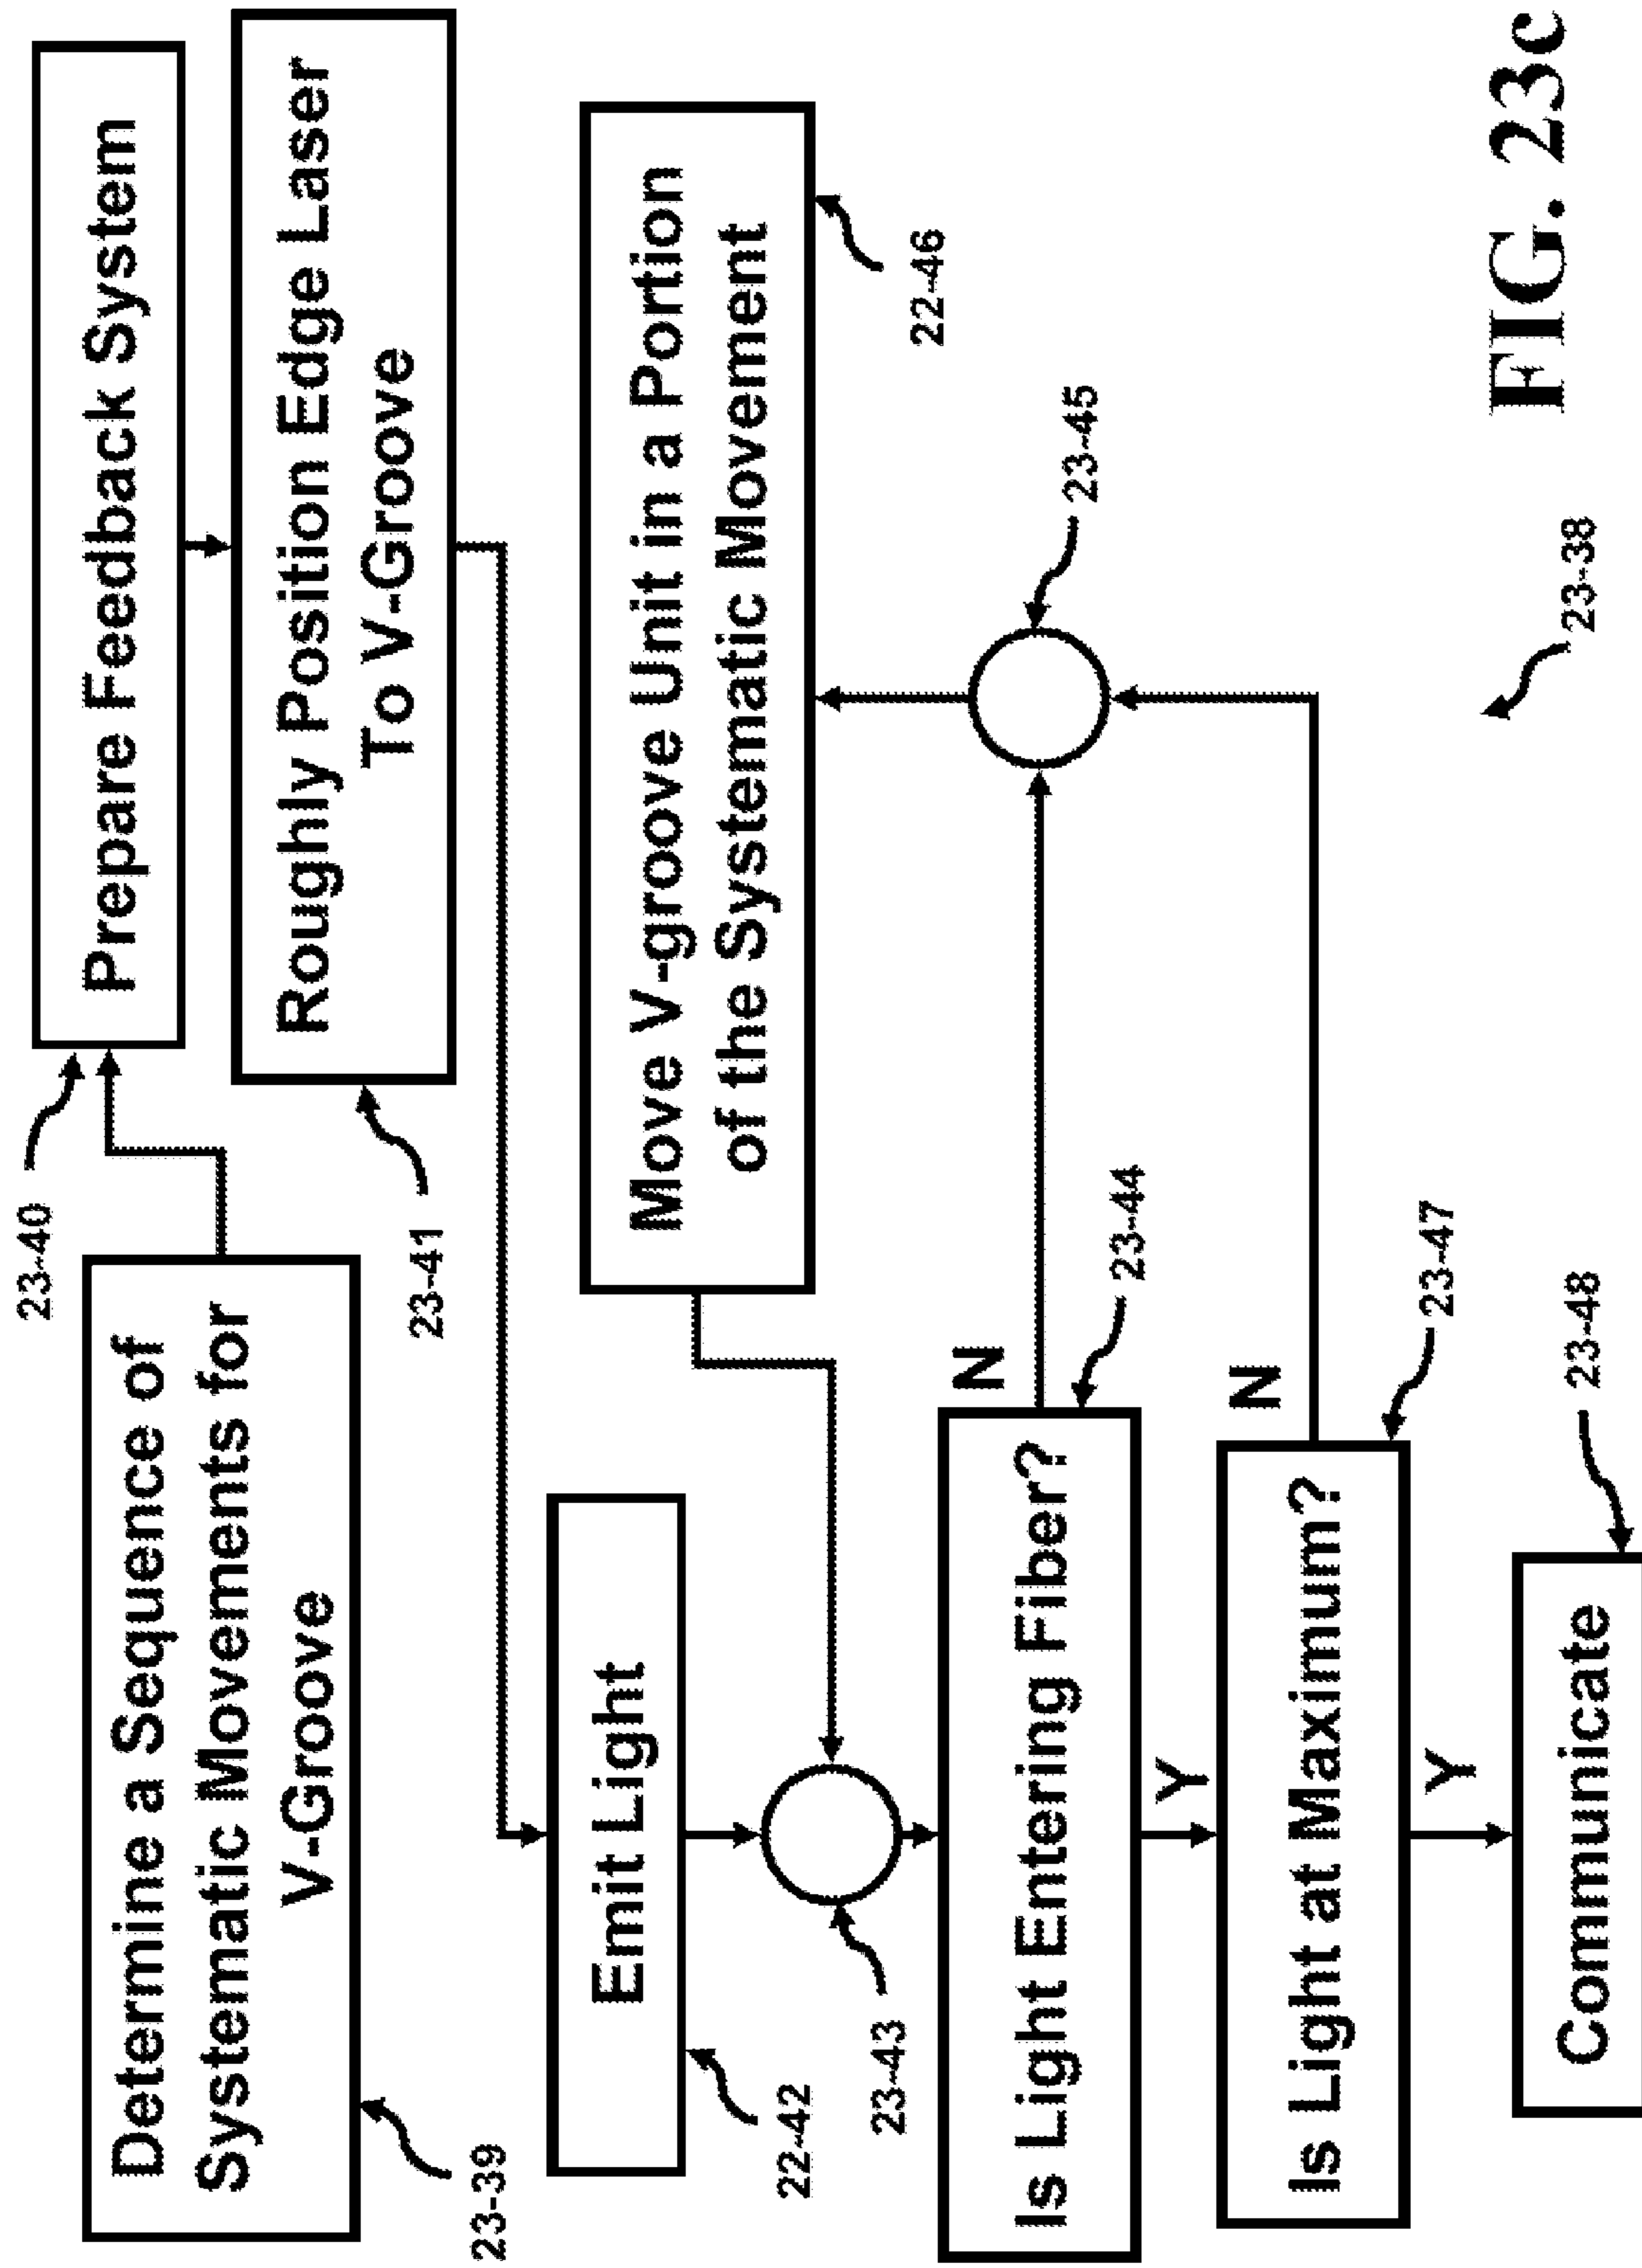 Determine a Sequence of
Systematic Movements for
V-Groove
23-39
23-40
Prepare Feedback System
Roughly Position Edge Laser
To V-Groove
23-41
Emit Light
22-42
23-43
Move V-groove Unit in a Portion
of the Systematic Movement
22-46
Is Light Entering Fiber?
N
23-44
23-45
Y
Is Light at Maximum?
N
23-47
Y
Communicate
23-48
23-38
FIG. 23c